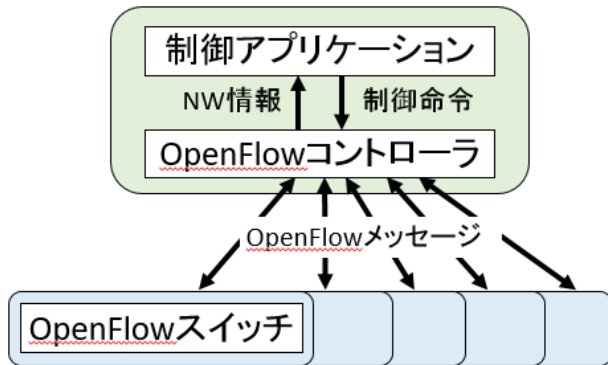 制御アプリケーション
NW情報
制御命令
OpenFlowコントローラ
OpenFlowメッセージ
OpenFlowスイッチ